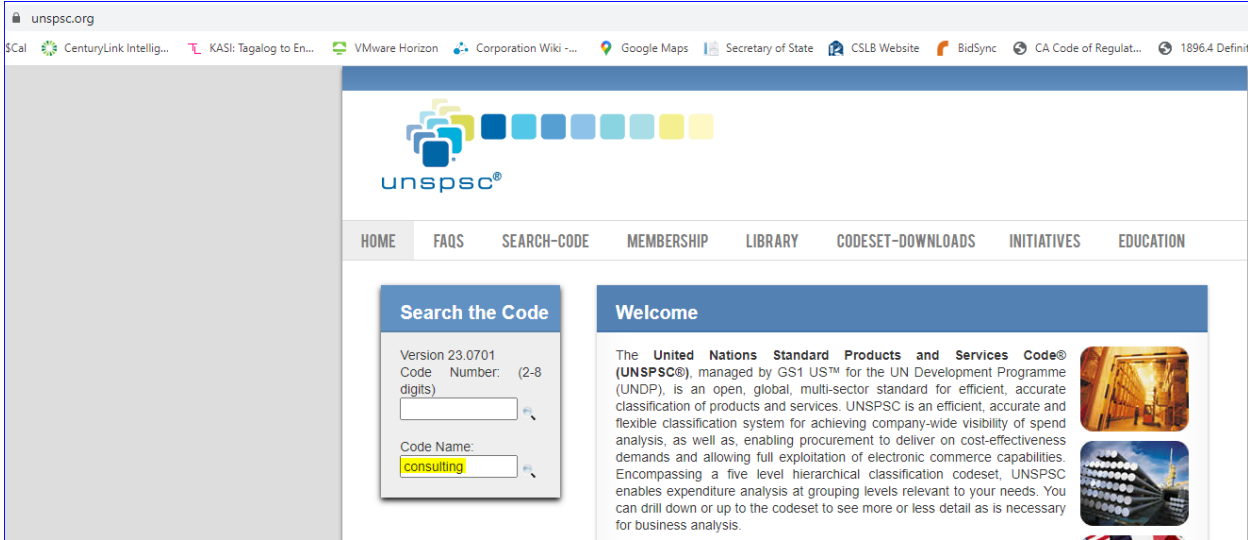 unspsc.org
$Cal CenturyLink Intellig... KASI: Tagalog to En... VMware Horizon Corporation Wiki -... Google Maps Secretary of State CSLB Website BidSync CA Code of Regulat... 1896.4 Definit
unspsc®
HOME FAQS SEARCH-CODE MEMBERSHIP LIBRARY CODESET-DOWNLOADS INITIATIVES EDUCATION
Search the Code
Version 23.0701
Code Number: (2-8
digits)
Code Name:
consulting
Welcome
The United Nations Standard Products and Services Code®
(UNSPSC®), managed by GS1 US™ for the UN Development Programme
(UNDP), is an open, global, multi-sector standard for efficient, accurate
classification of products and services. UNSPSC is an efficient, accurate and
flexible classification system for achieving company-wide visibility of spend
analysis, as well as, enabling procurement to deliver on cost-effectiveness
demands and allowing full exploitation of electronic commerce capabilities.
Encompassing a five level hierarchical classification codeset, UNSPSC
enables expenditure analysis at grouping levels relevant to your needs. You
can drill down or up to the codeset to see more or less detail as is necessary
for business analysis.